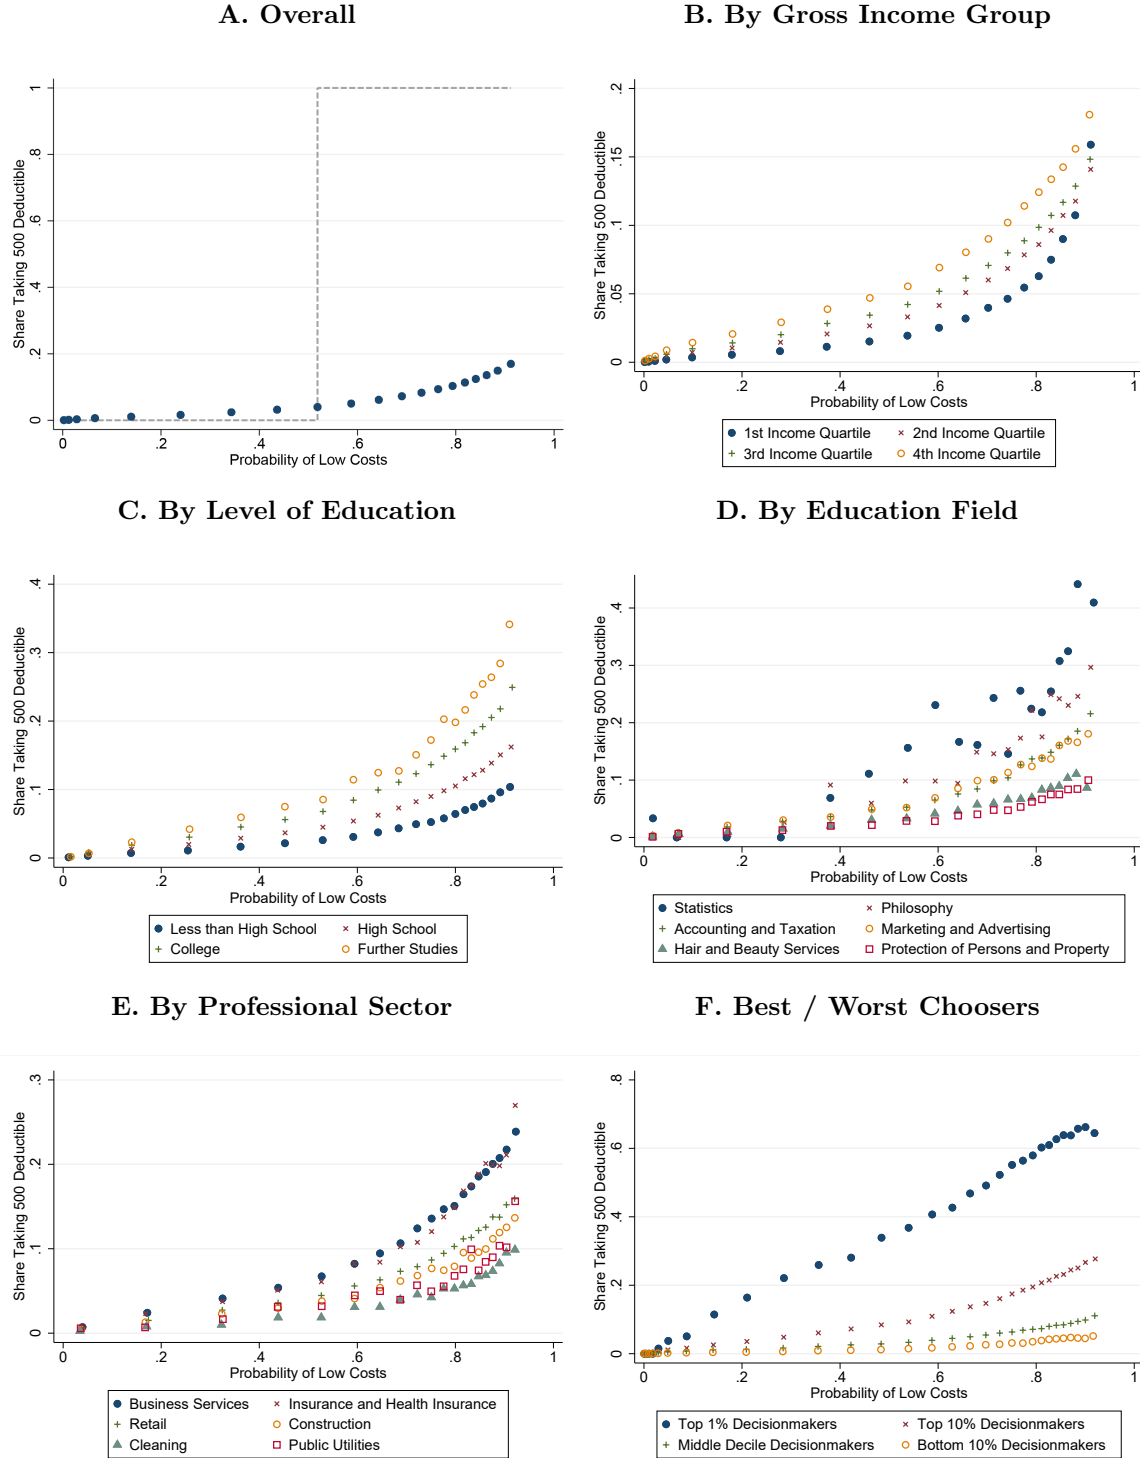 A. Overall
B. By Gross Income Group
Share Taking 500 Deductible
0 .2 .4 .6 .8 1
0 .2 .4 .6 .8 1
Probability of Low Costs
Share Taking 500 Deductible
0 .05 .1 .15 .2
0 .2 .4 .6 .8 1
Probability of Low Costs
1st Income Quartile 2nd Income Quartile
3rd Income Quartile 4th Income Quartile
C. By Level of Education
D. By Education Field
Share Taking 500 Deductible
0 .1 .2 .3 .4
0 .2 .4 .6 .8 1
Probability of Low Costs
Less than High School High School
College Further Studies
Share Taking 500 Deductible
0 .1 .2 .3 .4
0 .2 .4 .6 .8 1
Probability of Low Costs
Statistics Philosophy
Accounting and Taxation Marketing and Advertising
Hair and Beauty Services Protection of Persons and Property
E. By Professional Sector
F. Best / Worst Choosers
Share Taking 500 Deductible
0 .1 .2 .3
0 .2 .4 .6 .8 1
Probability of Low Costs
Business Services Insurance and Health Insurance
Retail Construction
Cleaning Public Utilities
Share Taking 500 Deductible
0 .2 .4 .6 .8
0 .2 .4 .6 .8 1
Probability of Low Costs
Top 1% Decisionmakers Top 10% Decisionmakers
Middle Decile Decisionmakers Bottom 10% Decisionmakers